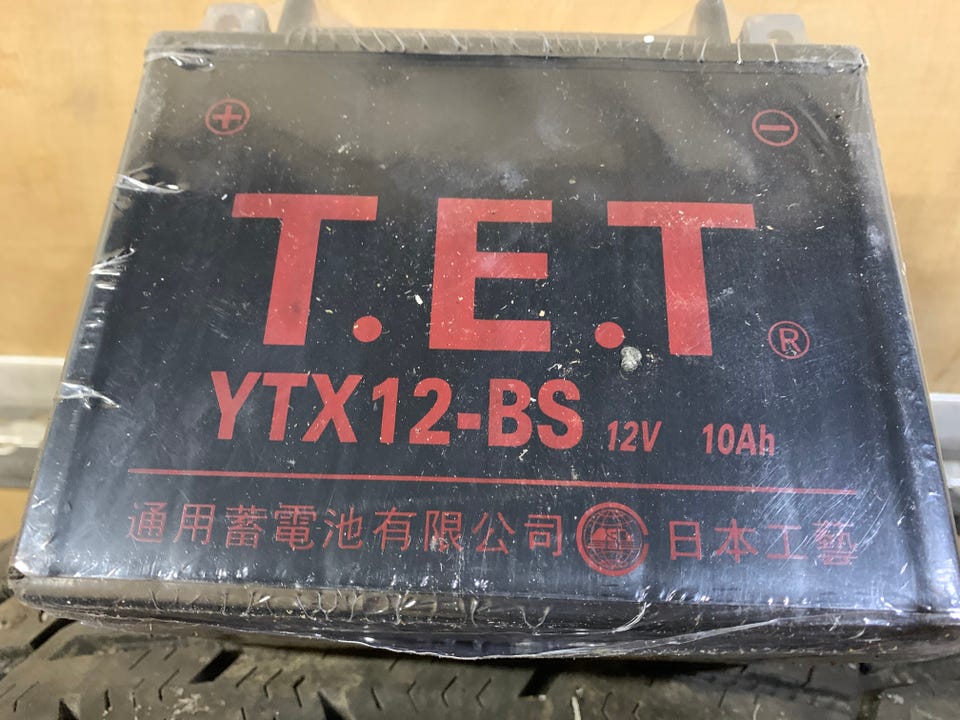 + −
T.E.T ®
YTX12-BS 12V 10Ah
通用蓄電池有限公司 日本工藝